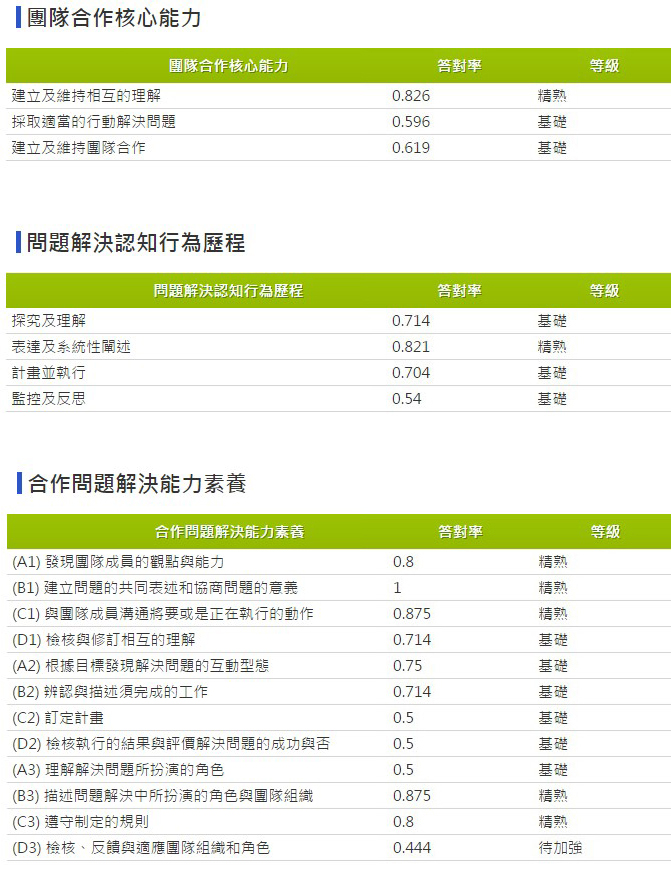 團隊合作核心能力
團隊合作核心能力 答對率 等級
建立及維持相互的理解 0.826 精熟
採取適當的行動解決問題 0.596 基礎
建立及維持團隊合作 0.619 基礎
問題解決認知行為歷程
問題解決認知行為歷程 答對率 等級
探究及理解 0.714 基礎
表達及系統性闡述 0.821 精熟
計畫並執行 0.704 基礎
監控及反思 0.54 基礎
合作問題解決能力素養
合作問題解決能力素養 答對率 等級
(A1) 發現團隊成員的觀點與能力 0.8 精熟
(B1) 建立問題的共同表述和協商問題的意義 1 精熟
(C1) 與團隊成員溝通將要或是正在執行的動作 0.875 精熟
(D1) 檢核與修訂相互的理解 0.714 基礎
(A2) 根據目標發現解決問題的互動型態 0.75 基礎
(B2) 辨認與描述須完成的工作 0.714 基礎
(C2) 訂定計畫 0.5 基礎
(D2) 檢核執行的結果與評價解決問題的成功與否 0.5 基礎
(A3) 理解解決問題所扮演的角色 0.5 基礎
(B3) 描述問題解決中所扮演的角色與團隊組織 0.875 精熟
(C3) 遵守制定的規則 0.8 精熟
(D3) 檢核、反饋與適應團隊組織和角色 0.444 待加強